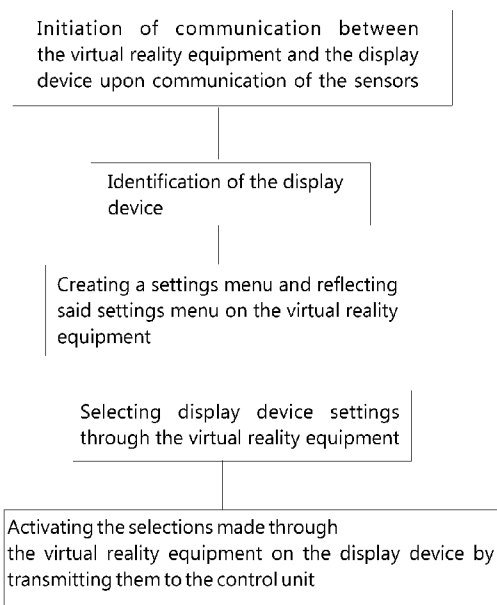 Initiation of communication between
the virtual reality equipment and the display
device upon communication of the sensors
Identification of the display
device
Creating a settings menu and reflecting
said settings menu on the virtual reality
equipment
Selecting display device settings
through the virtual reality equipment
Activating the selections made through
the virtual reality equipment on the display device by
transmitting them to the control unit